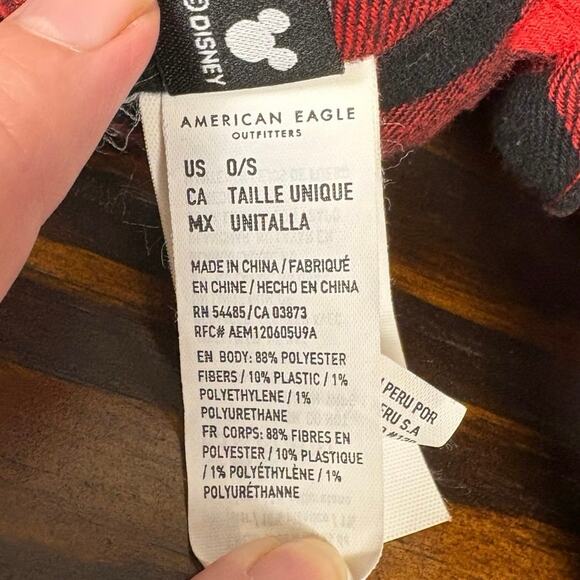 © DISNEY
AMERICAN EAGLE
OUTFITTERS
US O/S
CA TAILLE UNIQUE
MX UNITALLA
MADE IN CHINA / FABRIQUÉ
EN CHINE / HECHO EN CHINA
RN 54485/CA 03873
RFC# AEM120605U9A
EN BODY: 88% POLYESTER
FIBERS / 10% PLASTIC / 1%
POLYETHYLENE / 1%
POLYURETHANE
FR CORPS: 88% FIBRES EN
POLYESTER / 10% PLASTIQUE
/ 1% POLYÉTHYLÈNE / 1%
POLYURÉTHANNE
PERU POR
S.A